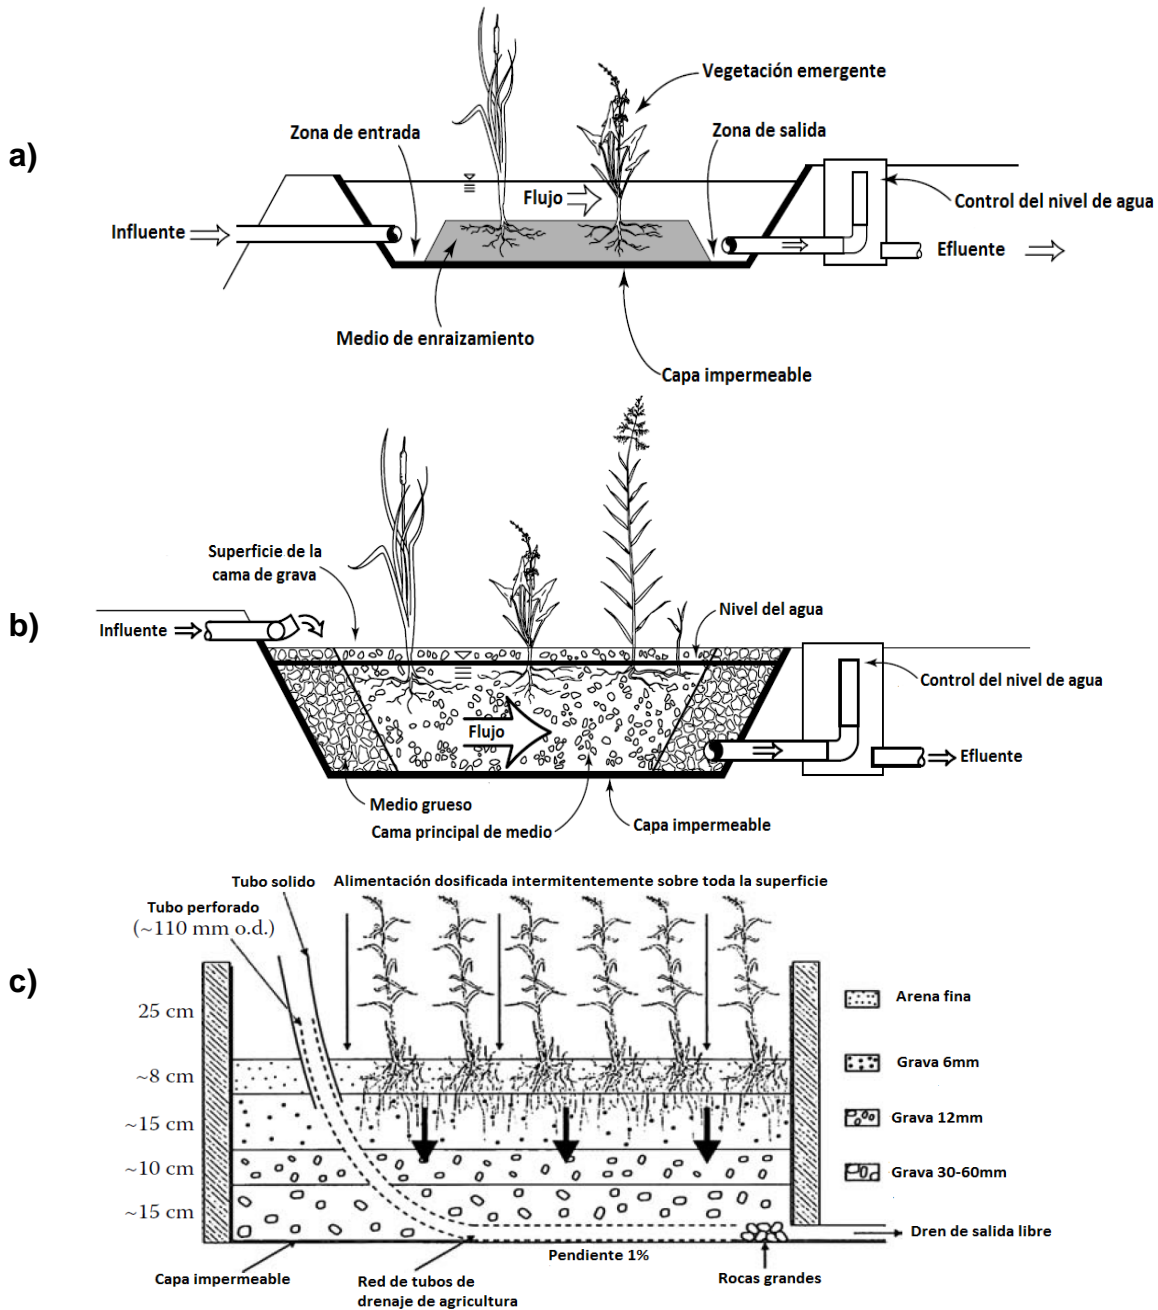 a)
Vegetación emergente
Zona de entrada
Zona de salida
Flujo
Control del nivel de agua
Influente
Efluente
Medio de enraizamiento
Capa impermeable
b)
Superficie de la
cama de grava
Nivel del agua
Influente
Control del nivel de agua
Flujo
Efluente
Medio grueso
Cama principal de medio
Capa impermeable
c)
Tubo solido
Alimentación dosificada intermitentemente sobre toda la superficie
Tubo perforado
(~110 mm o.d.)
25 cm
~8 cm
~15 cm
~10 cm
~15 cm
Arena fina
Grava 6mm
Grava 12mm
Grava 30-60mm
Dren de salida libre
Pendiente 1%
Capa impermeable
Red de tubos de
drenaje de agricultura
Rocas grandes